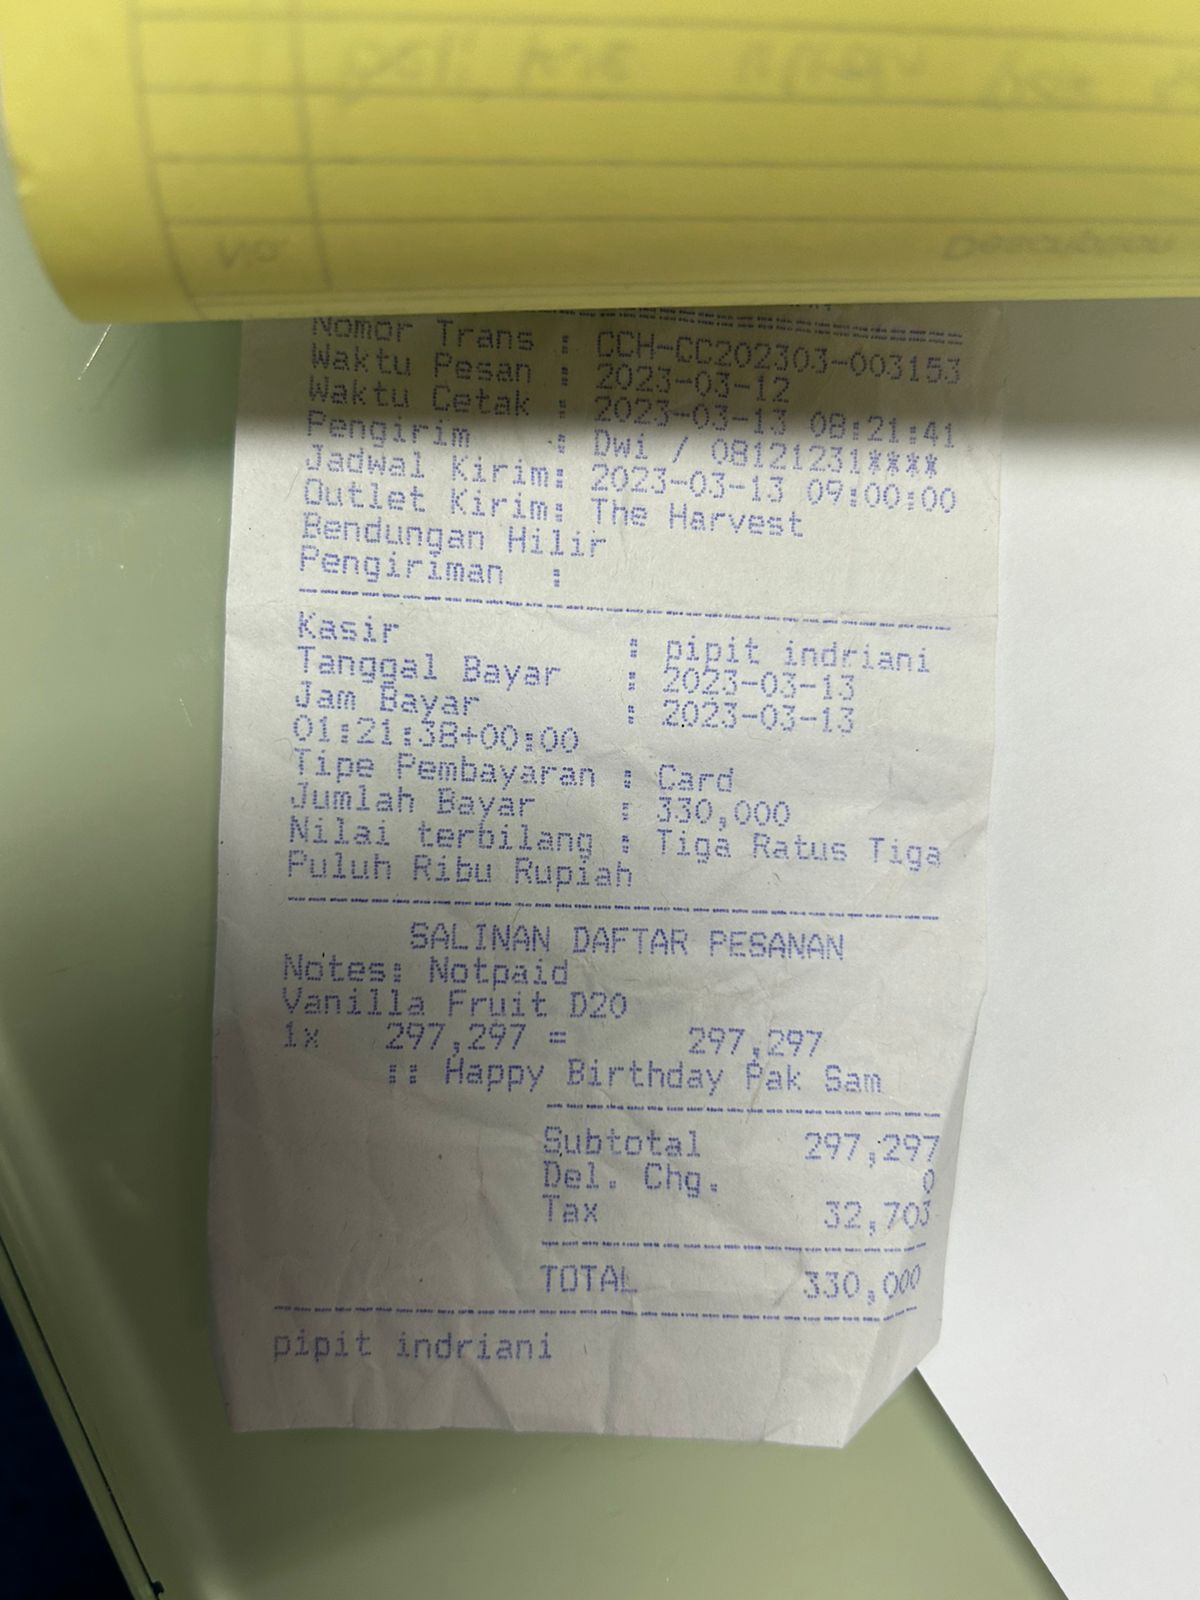 No.
Description
Nomor Trans : CCH-CC202303-003153
Waktu Pesan : 2023-03-12
Waktu Cetak : 2023-03-13 08:21:41
Pengirim : Dwi / 08121231****
Jadwal Kirim: 2023-03-13 09:00:00
Outlet Kirim: The Harvest
Bendungan Hilir
Pengiriman :
Kasir : pipit indriani
Tanggal Bayar : 2023-03-13
Jam Bayar : 2023-03-13
01:21:38+00:00
Tipe Pembayaran : Card
Jumlah Bayar : 330,000
Nilai terbilang : Tiga Ratus Tiga
Puluh Ribu Rupiah
SALINAN DAFTAR PESANAN
Notes: Notpaid
Vanilla Fruit D20
1x 297,297 = 297,297
:: Happy Birthday Pak Sam
Subtotal 297,297
Del. Chg. 0
Tax 32,703
TOTAL 330,000
pipit indriani